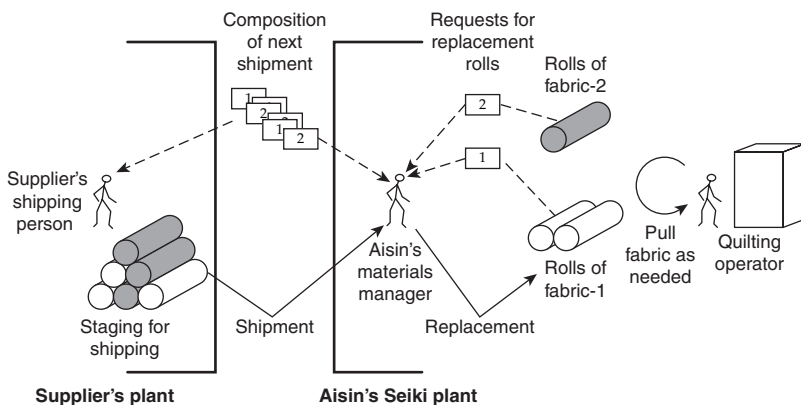 Composition
of next
shipment
Requests for
replacement
rolls
Rolls of
fabric-2
1
2
1
2
2
1
Supplier's
shipping
person
Aisin's
materials
manager
Rolls of
fabric-1
Pull
fabric as
needed
Quilting
operator
Staging for
shipping
Shipment
Replacement
Supplier's plant
Aisin's Seiki plant